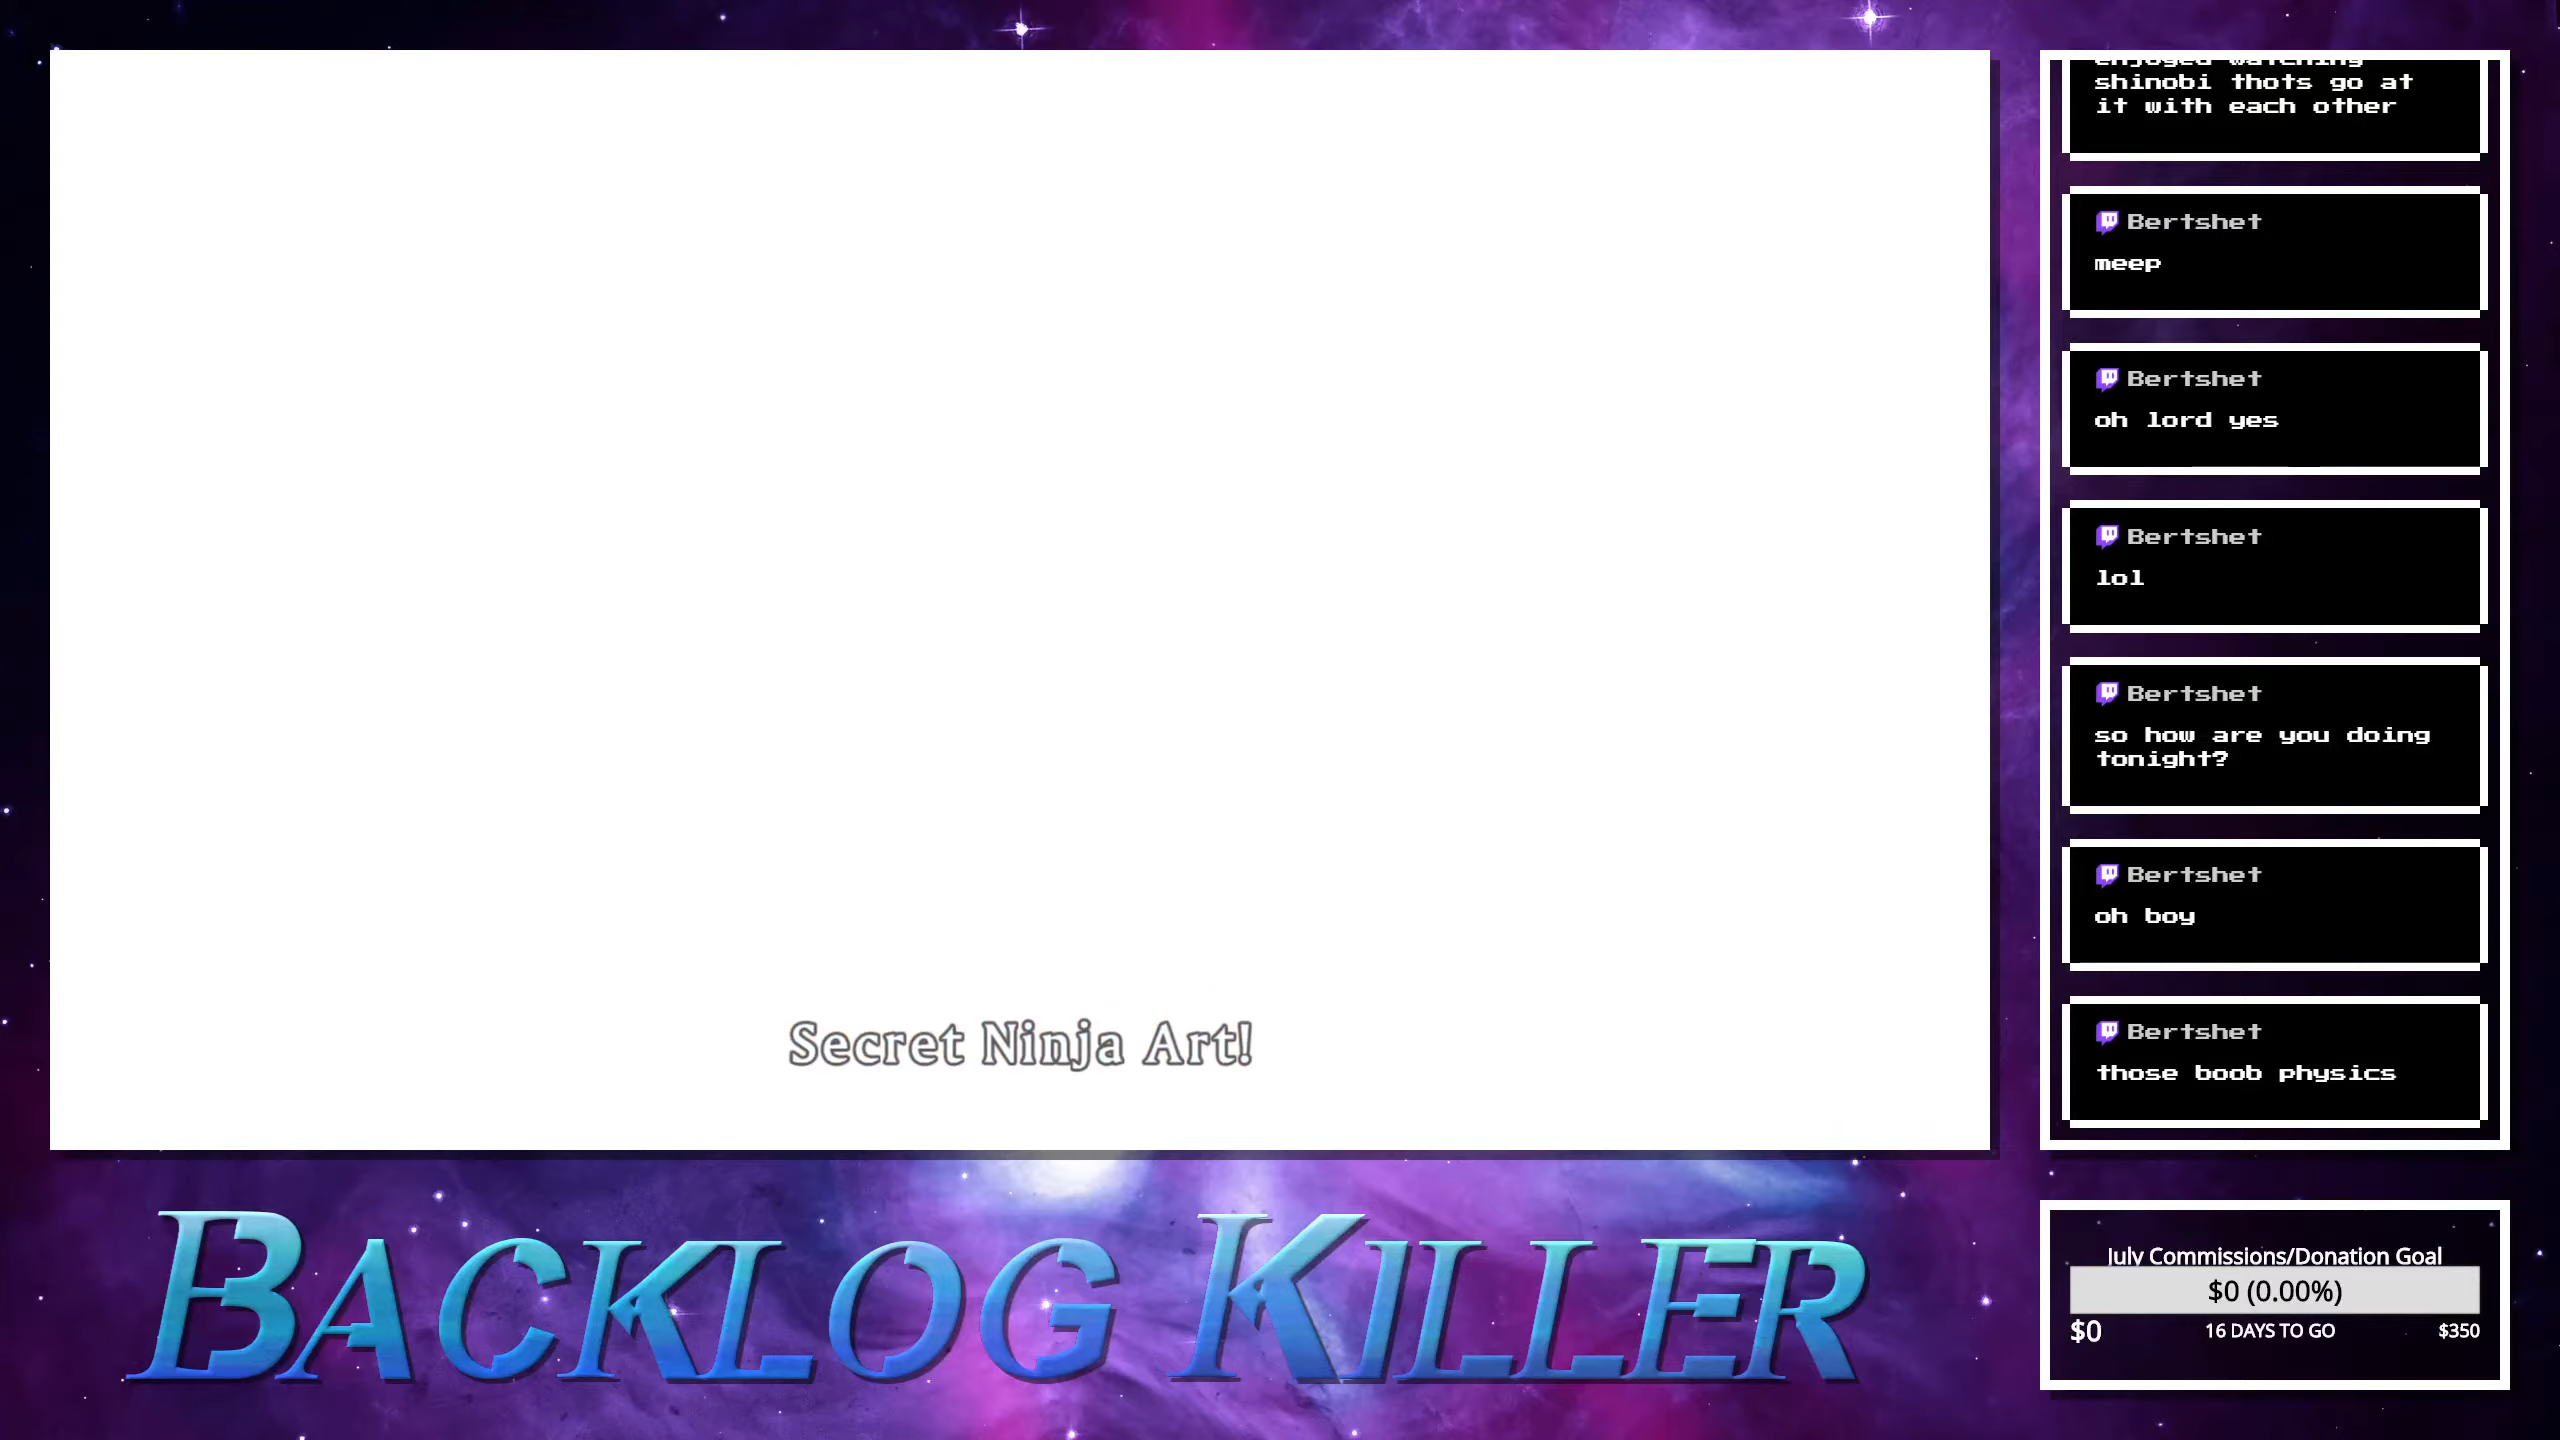 Secret Ninja Art!
BACKLOG KILLER
enjoyed watching
shinobi thots go at
it with each other
Bertshet
meep
Bertshet
oh lord yes
Bertshet
lol
Bertshet
so how are you doing
tonight?
Bertshet
oh boy
Bertshet
those boob physics
July Commissions/Donation Goal
$0 (0.00%)
$0 16 DAYS TO GO $350